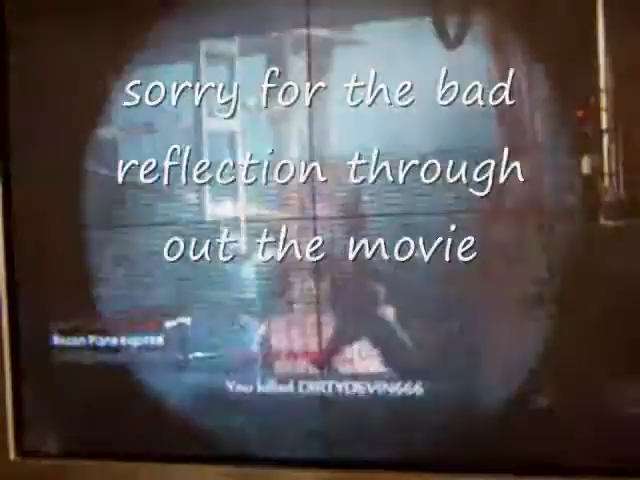 sorry for the bad
reflection through
out the movie
Recon Plane expired
You killed DIRTYDEVIN666